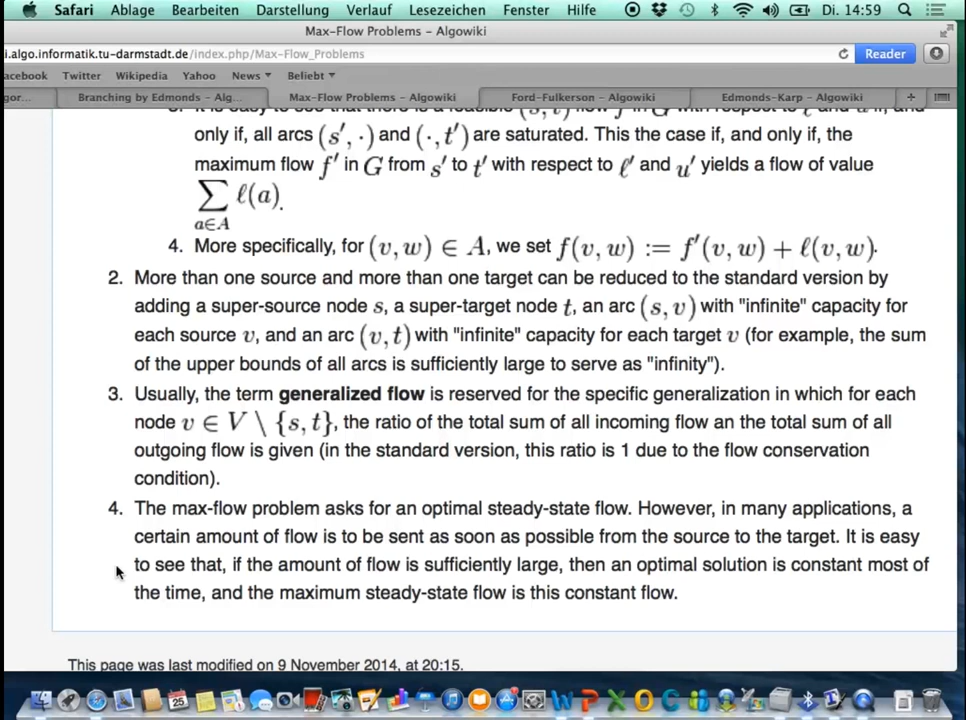 Safari Ablage Bearbeiten Darstellung Verlauf Lesezeichen Fenster Hilfe Di. 14:59
Max-Flow Problems – Algowiki
i.algo.informatik.tu-darmstadt.de/index.php/Max-Flow_Problems Reader
acebook Twitter Wikipedia Yahoo News ▾ Beliebt ▾
gor... Branching by Edmonds - Alg... Max-Flow Problems - Algowiki Ford-Fulkerson - Algowiki Edmonds-Karp - Algowiki +
only if, all arcs (s′, ·) and (·, t′) are saturated. This the case if, and only if, the
maximum flow f′ in G from s′ to t′ with respect to ℓ′ and u′ yields a flow of value
∑ ℓ(a).
a∈A
4. More specifically, for (v, w) ∈ A, we set f(v, w) := f′(v, w) + ℓ(v, w).
2. More than one source and more than one target can be reduced to the standard version by
adding a super-source node s, a super-target node t, an arc (s, v) with "infinite" capacity for
each source v, and an arc (v, t) with "infinite" capacity for each target v (for example, the sum
of the upper bounds of all arcs is sufficiently large to serve as "infinity").
3. Usually, the term generalized flow is reserved for the specific generalization in which for each
node v ∈ V \ {s, t}, the ratio of the total sum of all incoming flow an the total sum of all
outgoing flow is given (in the standard version, this ratio is 1 due to the flow conservation
condition).
4. The max-flow problem asks for an optimal steady-state flow. However, in many applications, a
certain amount of flow is to be sent as soon as possible from the source to the target. It is easy
to see that, if the amount of flow is sufficiently large, then an optimal solution is constant most of
the time, and the maximum steady-state flow is this constant flow.
This page was last modified on 9 November 2014, at 20:15.